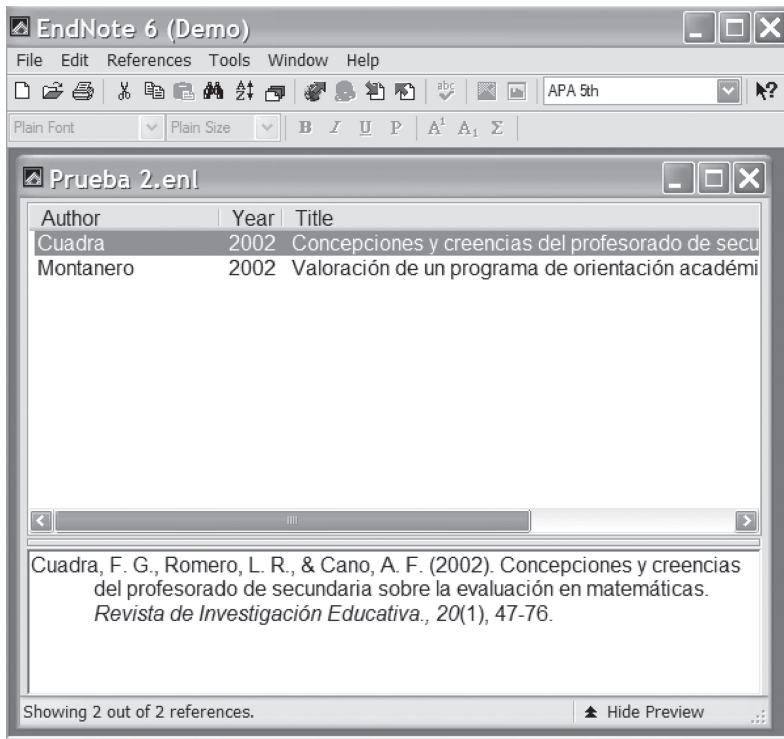 EndNote 6 (Demo)
File Edit References Tools Window Help
abc APA 5th
Plain Font Plain Size B I U P A¹ A₁ Σ
Prueba 2.enl
Author Year Title
Cuadra 2002 Concepciones y creencias del profesorado de secu
Montanero 2002 Valoración de un programa de orientación académi
Cuadra, F. G., Romero, L. R., & Cano, A. F. (2002). Concepciones y creencias
del profesorado de secundaria sobre la evaluación en matemáticas.
Revista de Investigación Educativa., 20(1), 47-76.
Showing 2 out of 2 references. Hide Preview